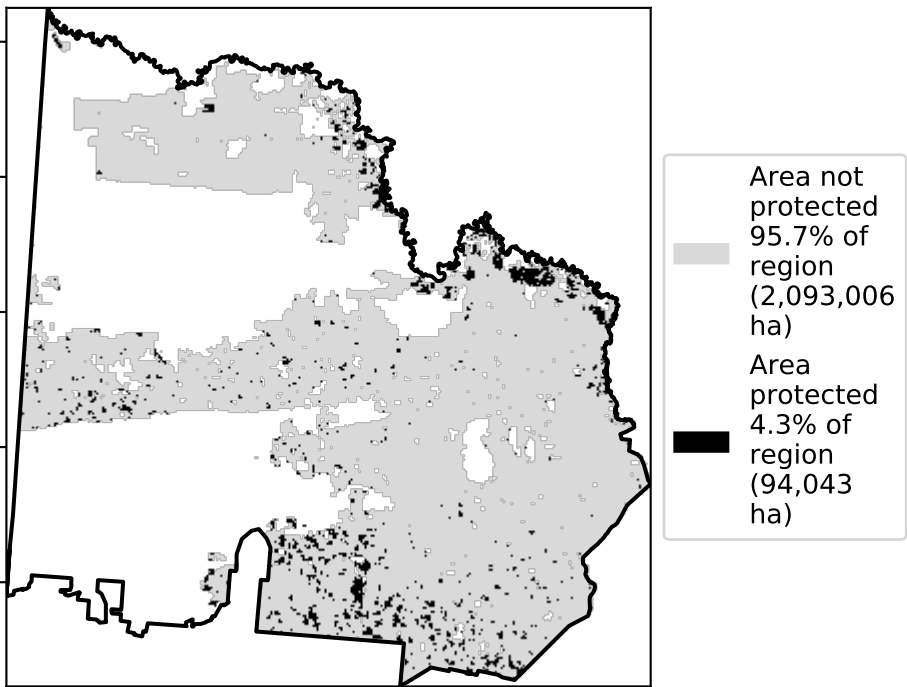 Area not
protected
95.7% of
region
(2,093,006
ha)
Area
protected
4.3% of
region
(94,043
ha)